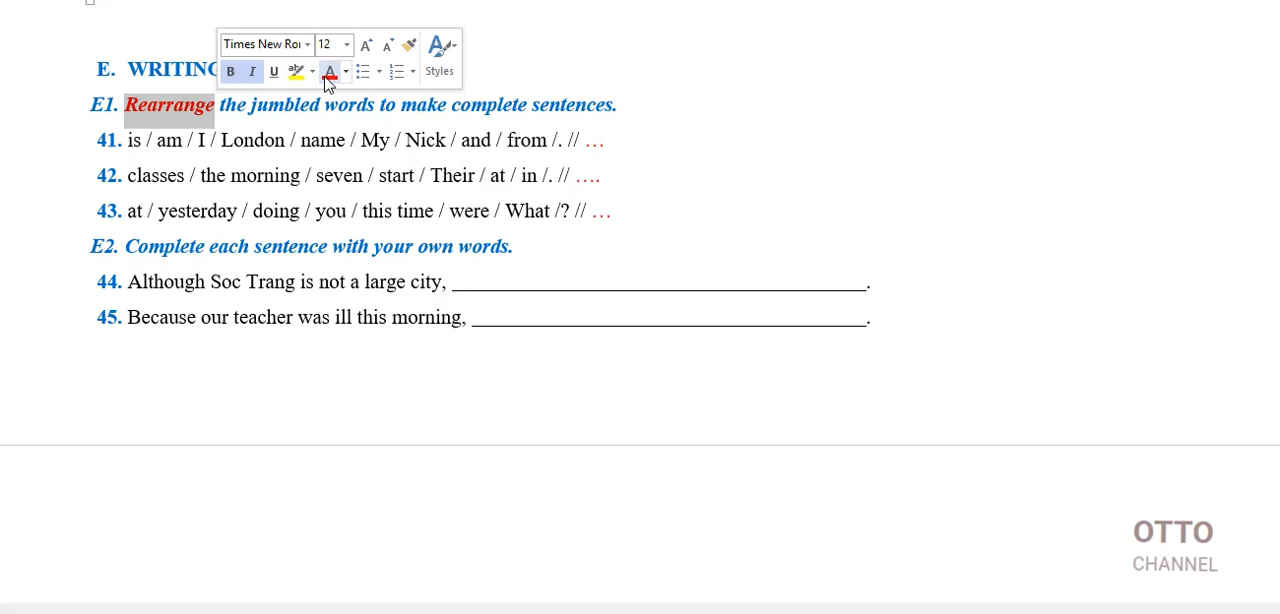 Times New Roi 12
E. WRITING
B I U
Styles
E1. Rearrange the jumbled words to make complete sentences.
41. is / am / I / London / name / My / Nick / and / from /. // …
42. classes / the morning / seven / start / Their / at / in /. // ….
43. at / yesterday / doing / you / this time / were / What /? // …
E2. Complete each sentence with your own words.
44. Although Soc Trang is not a large city, ________________________________________.
45. Because our teacher was ill this morning, ______________________________________.
OTTO
CHANNEL